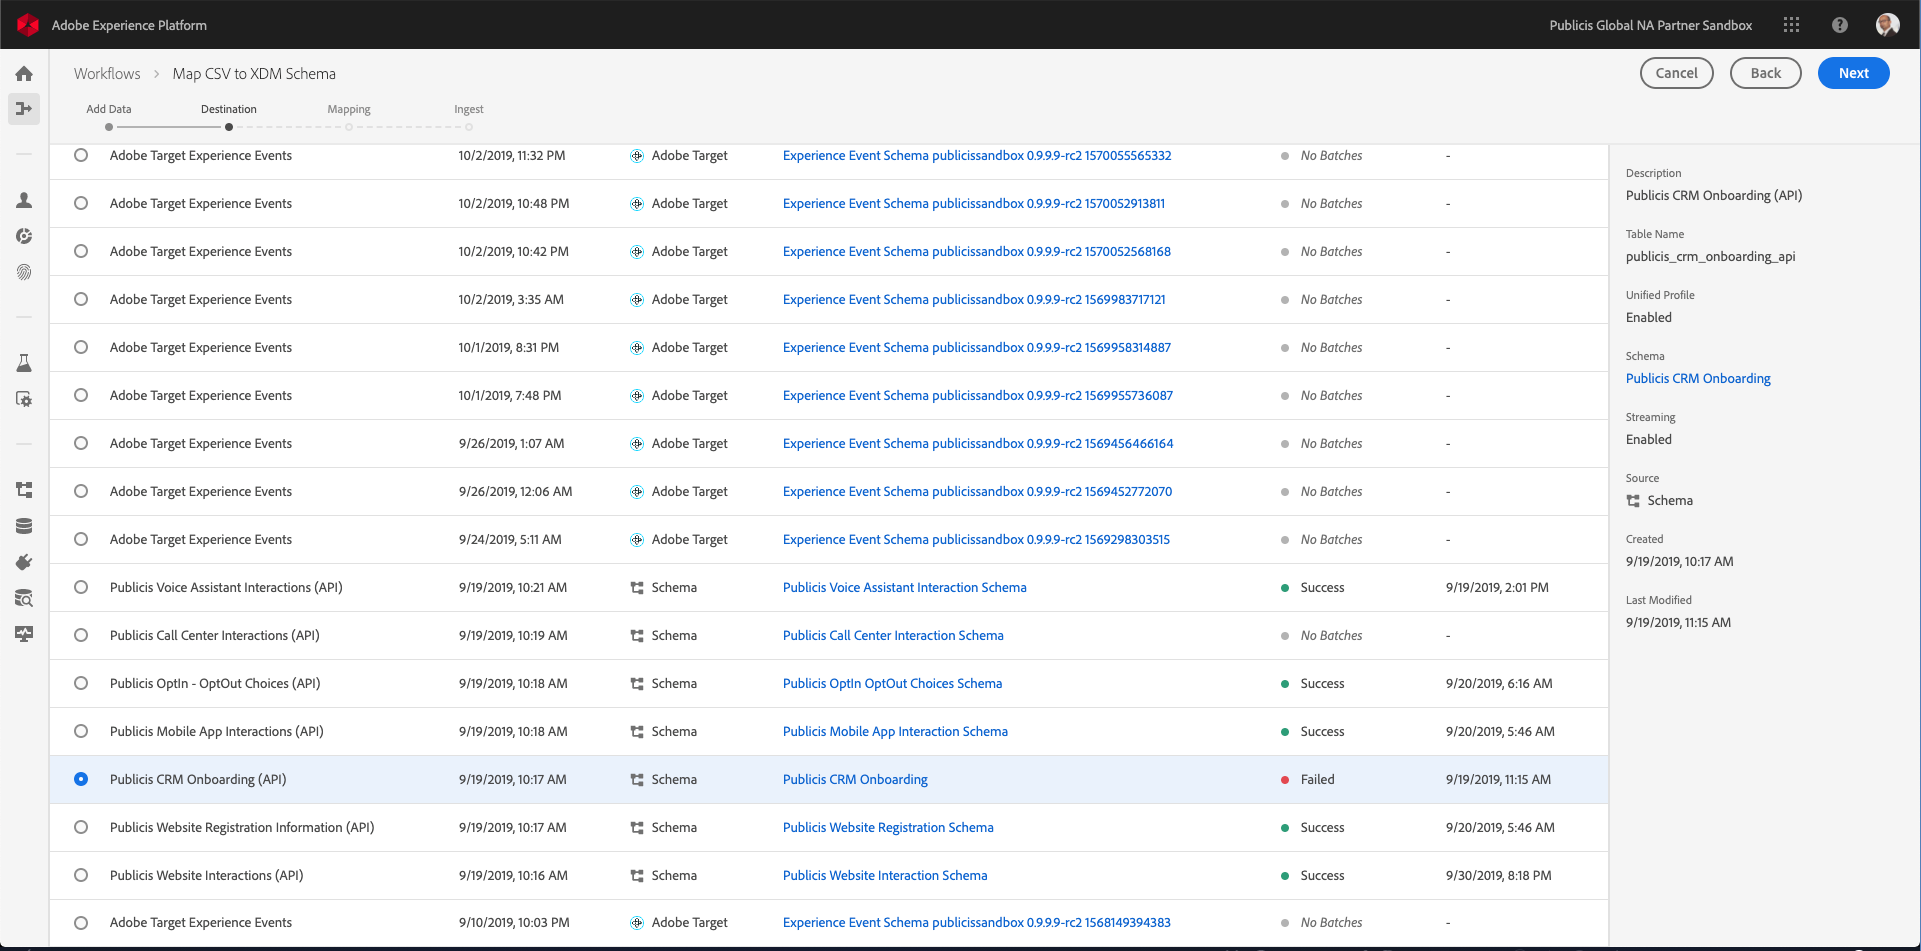 Adobe Experience Platform
Publicis Global NA Partner Sandbox
Workflows > Map CSV to XDM Schema
Cancel Back Next
Add Data Destination Mapping Ingest
Adobe Target Experience Events 10/2/2019, 11:32 PM Adobe Target Experience Event Schema publicissandbox 0.9.9.9-rc2 1570055565332 No Batches -
Adobe Target Experience Events 10/2/2019, 10:48 PM Adobe Target Experience Event Schema publicissandbox 0.9.9.9-rc2 1570052913811 No Batches -
Adobe Target Experience Events 10/2/2019, 10:42 PM Adobe Target Experience Event Schema publicissandbox 0.9.9.9-rc2 1570052568168 No Batches -
Adobe Target Experience Events 10/2/2019, 3:35 AM Adobe Target Experience Event Schema publicissandbox 0.9.9.9-rc2 1569983717121 No Batches -
Adobe Target Experience Events 10/1/2019, 8:31 PM Adobe Target Experience Event Schema publicissandbox 0.9.9.9-rc2 1569958314887 No Batches -
Adobe Target Experience Events 10/1/2019, 7:48 PM Adobe Target Experience Event Schema publicissandbox 0.9.9.9-rc2 1569955736087 No Batches -
Adobe Target Experience Events 9/26/2019, 1:07 AM Adobe Target Experience Event Schema publicissandbox 0.9.9.9-rc2 1569456466164 No Batches -
Adobe Target Experience Events 9/26/2019, 12:06 AM Adobe Target Experience Event Schema publicissandbox 0.9.9.9-rc2 1569452772070 No Batches -
Adobe Target Experience Events 9/24/2019, 5:11 AM Adobe Target Experience Event Schema publicissandbox 0.9.9.9-rc2 1569298303515 No Batches -
Publicis Voice Assistant Interactions (API) 9/19/2019, 10:21 AM Schema Publicis Voice Assistant Interaction Schema Success 9/19/2019, 2:01 PM
Publicis Call Center Interactions (API) 9/19/2019, 10:19 AM Schema Publicis Call Center Interaction Schema No Batches -
Publicis OptIn - OptOut Choices (API) 9/19/2019, 10:18 AM Schema Publicis OptIn OptOut Choices Schema Success 9/20/2019, 6:16 AM
Publicis Mobile App Interactions (API) 9/19/2019, 10:18 AM Schema Publicis Mobile App Interaction Schema Success 9/20/2019, 5:46 AM
Publicis CRM Onboarding (API) 9/19/2019, 10:17 AM Schema Publicis CRM Onboarding Failed 9/19/2019, 11:15 AM
Publicis Website Registration Information (API) 9/19/2019, 10:17 AM Schema Publicis Website Registration Schema Success 9/20/2019, 5:46 AM
Publicis Website Interactions (API) 9/19/2019, 10:16 AM Schema Publicis Website Interaction Schema Success 9/30/2019, 8:18 PM
Adobe Target Experience Events 9/10/2019, 10:03 PM Adobe Target Experience Event Schema publicissandbox 0.9.9.9-rc2 1568149394383 No Batches -
Description
Publicis CRM Onboarding (API)
Table Name
publicis_crm_onboarding_api
Unified Profile
Enabled
Schema
Publicis CRM Onboarding
Streaming
Enabled
Source
Schema
Created
9/19/2019, 10:17 AM
Last Modified
9/19/2019, 11:15 AM